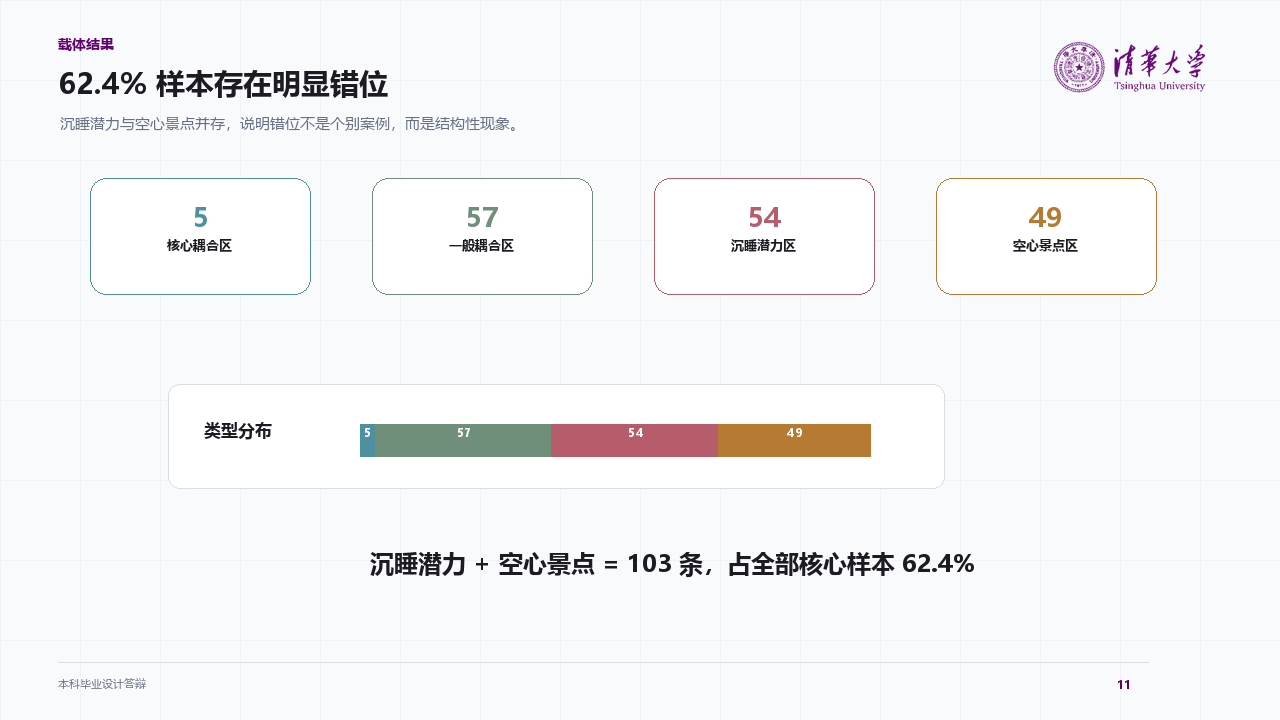 载体结果
62.4% 样本存在明显错位
沉睡潜力与空心景点并存，说明错位不是个别案例，而是结构性现象。
清华大学
Tsinghua University
5
核心耦合区
57
一般耦合区
54
沉睡潜力区
49
空心景点区
类型分布
5
57
54
49
沉睡潜力 + 空心景点 = 103 条，占全部核心样本 62.4%
本科毕业设计答辩
11